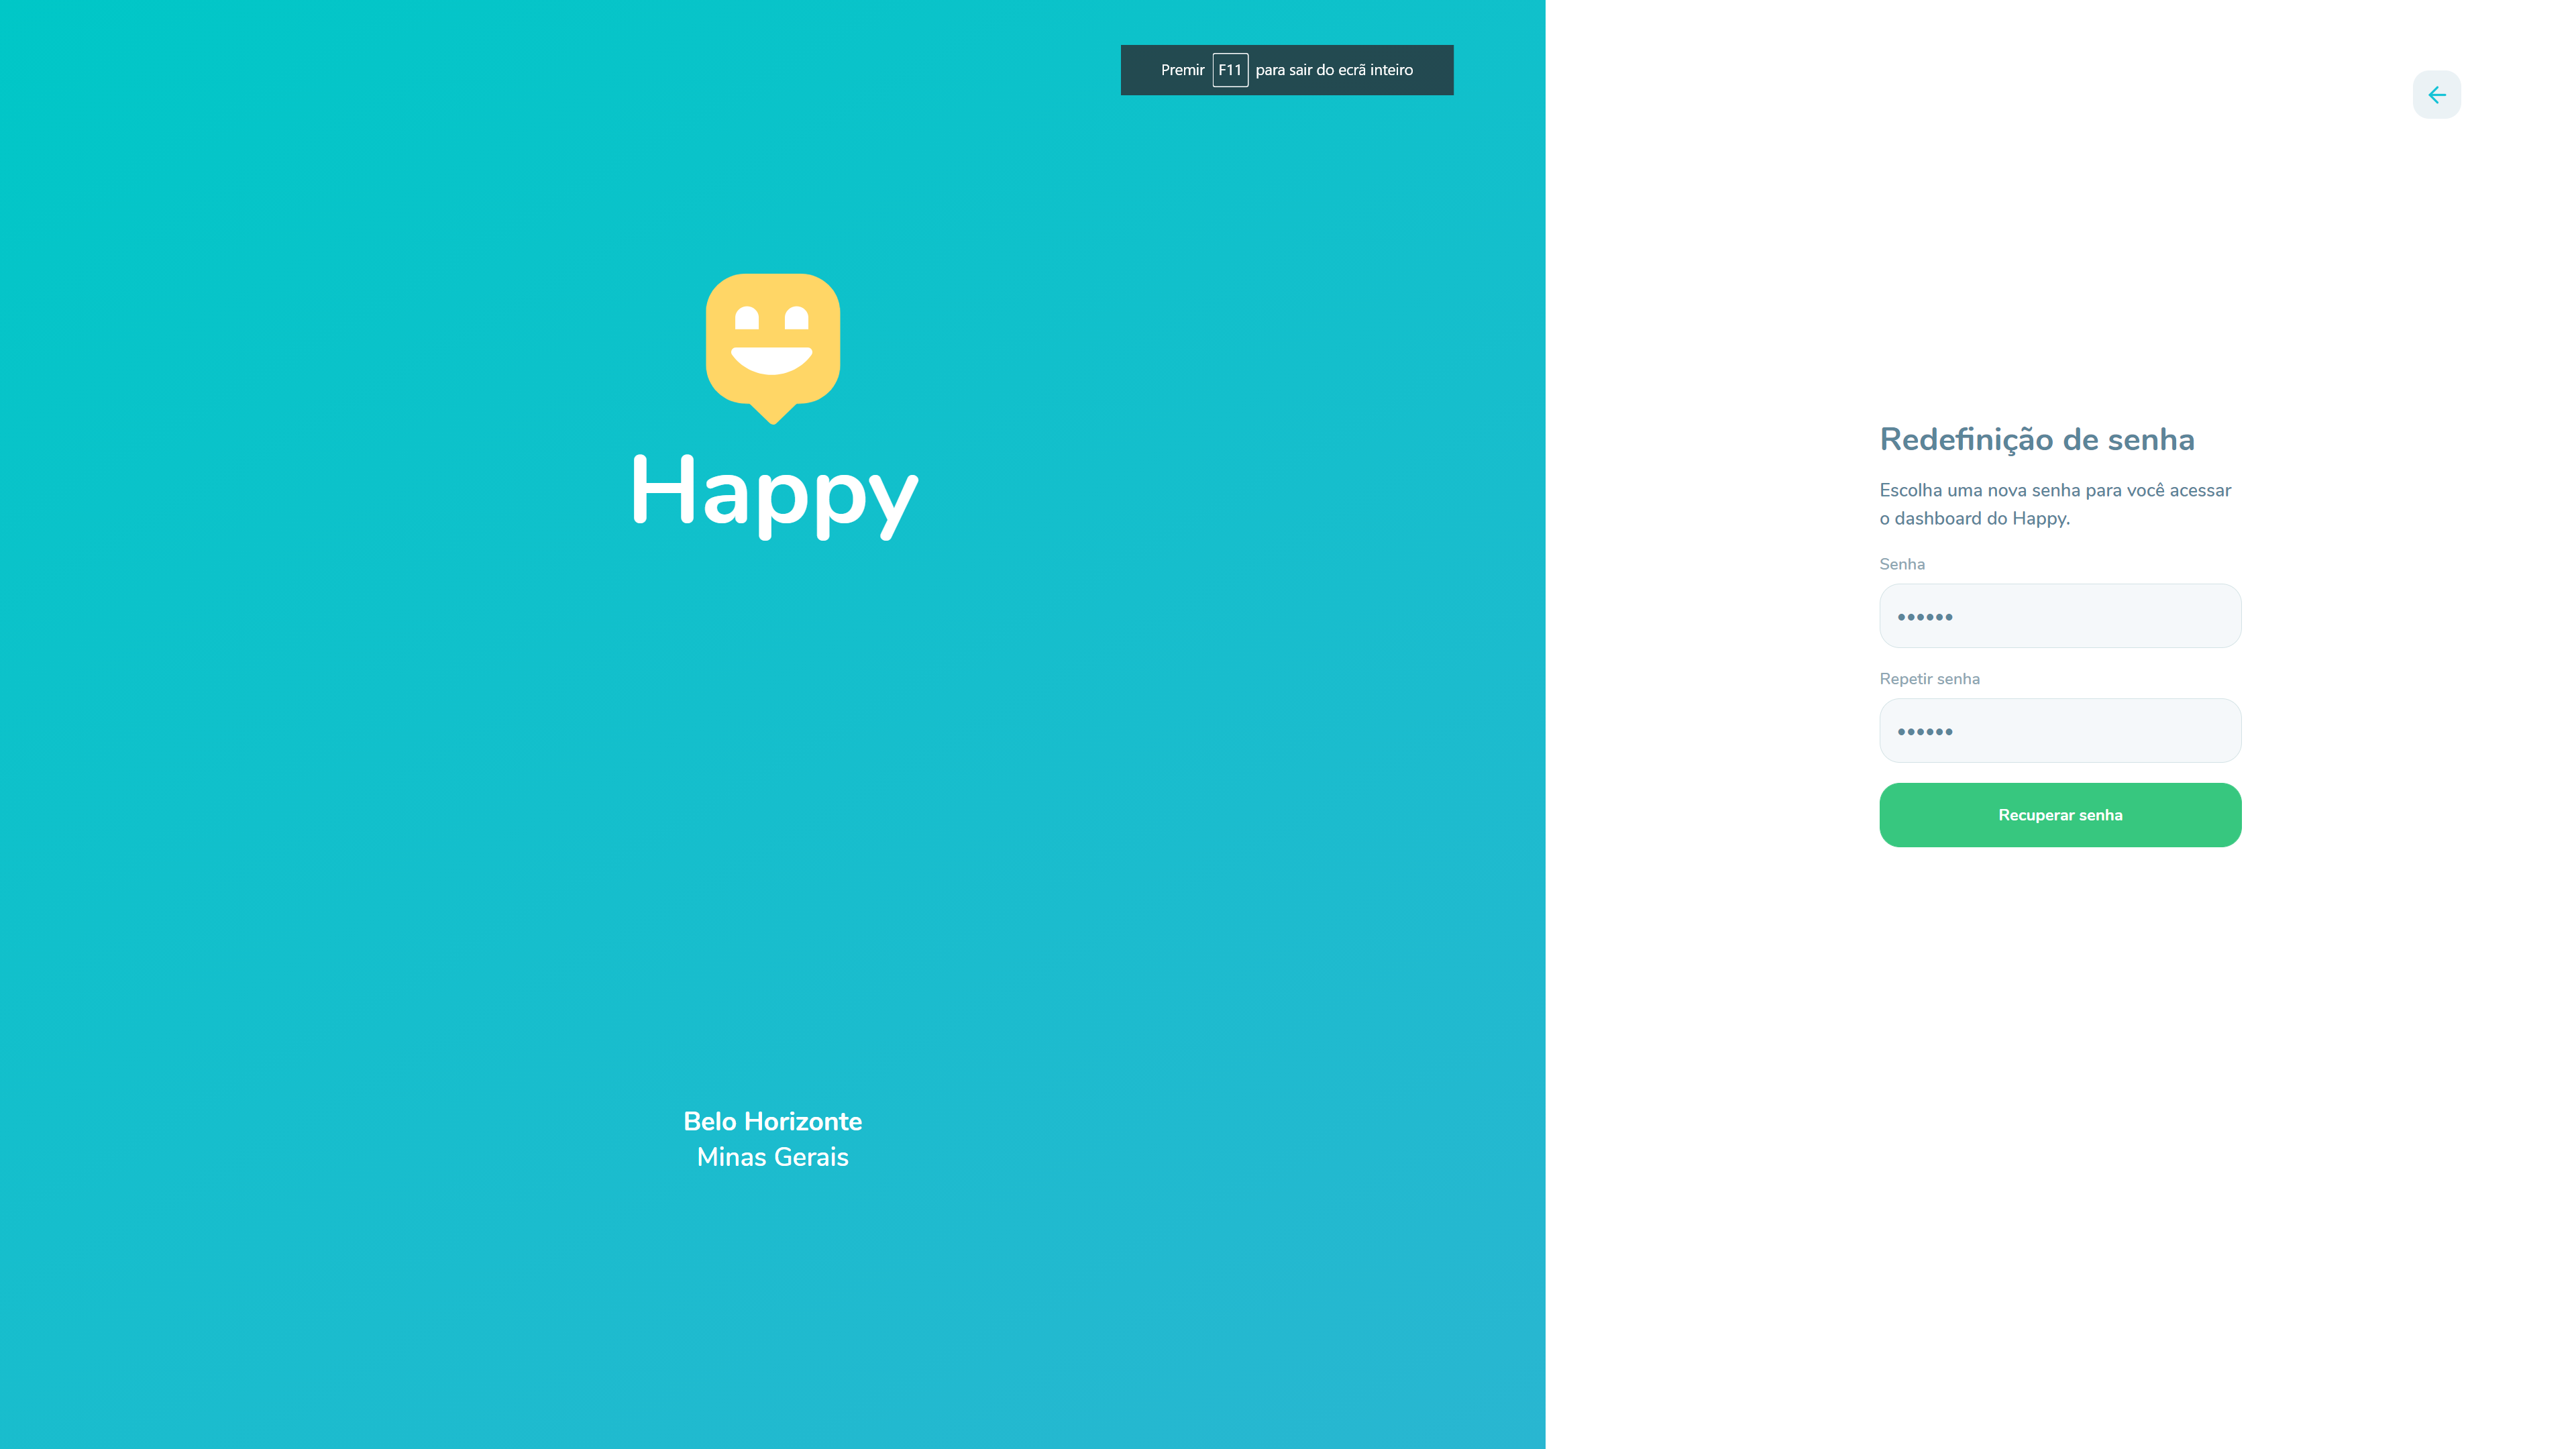 Premir F11 para sair do ecrã inteiro
Happy
Belo Horizonte
Minas Gerais
Redefinição de senha
Escolha uma nova senha para você acessar
o dashboard do Happy.
Senha
••••••
Repetir senha
••••••
Recuperar senha